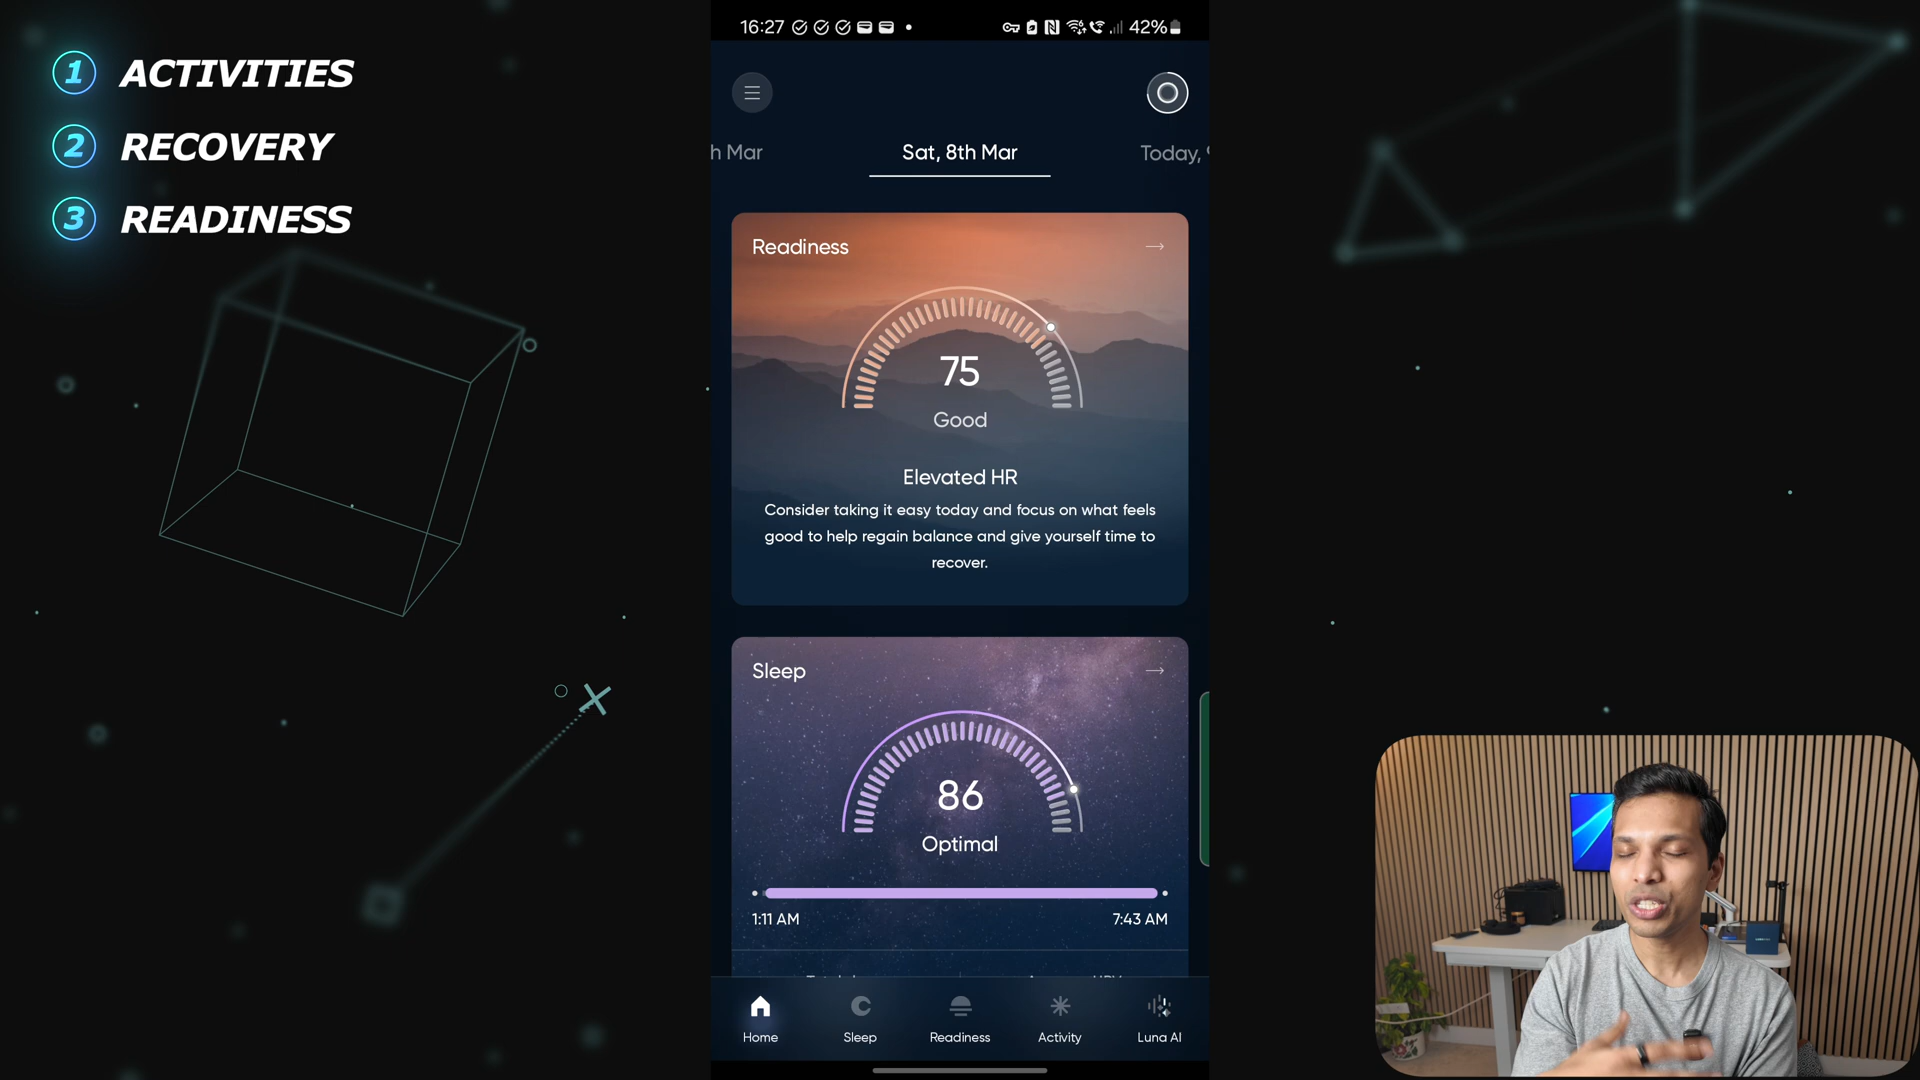 1 ACTIVITIES
2 RECOVERY
3 READINESS
16:27
42%
h Mar
Sat, 8th Mar
Today,
Readiness
75
Good
Elevated HR
Consider taking it easy today and focus on what feels
good to help regain balance and give yourself time to
recover.
Sleep
86
Optimal
1:11 AM
7:43 AM
Home
Sleep
Readiness
Activity
Luna AI